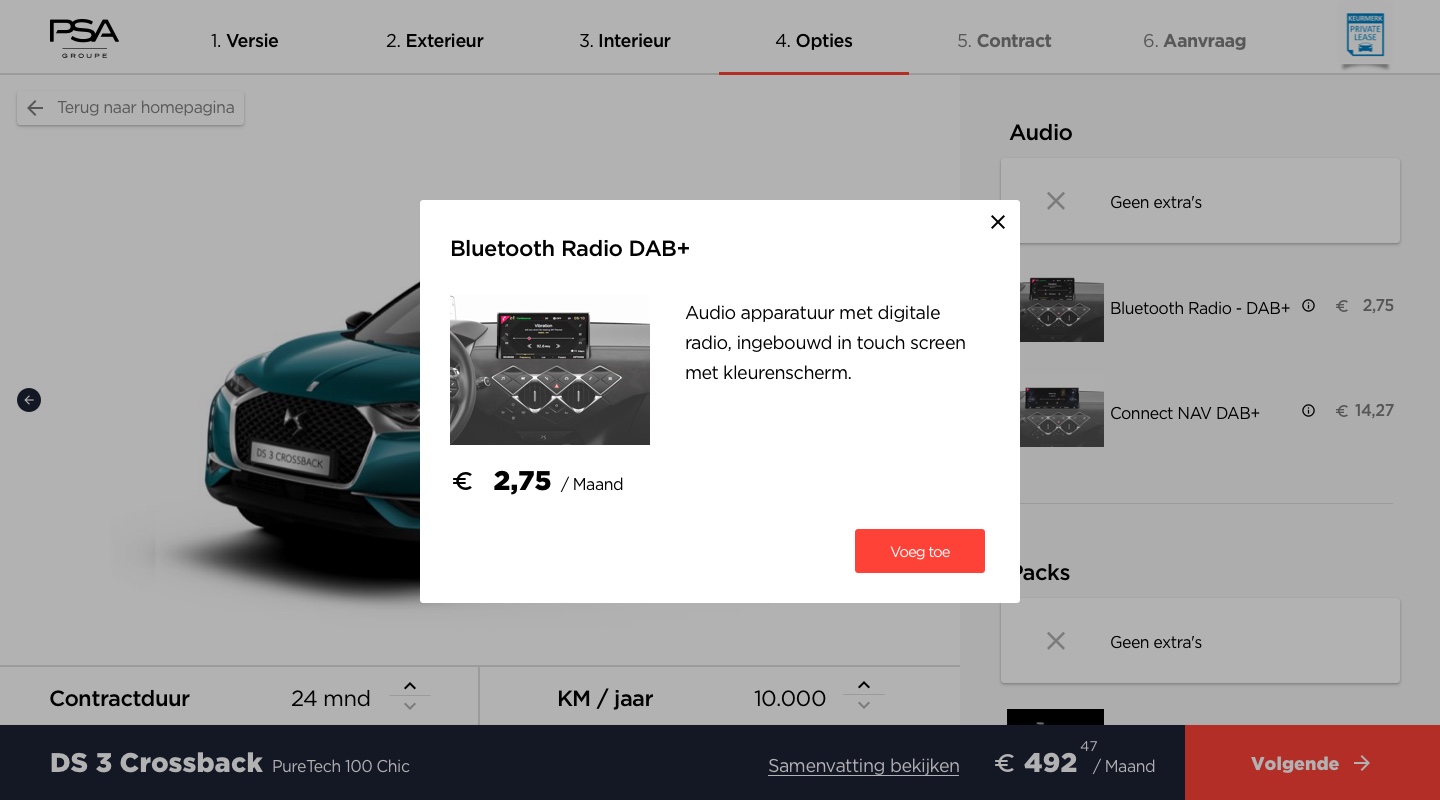 PSA
GROUPE
1. Versie
2. Exterieur
3. Interieur
4. Opties
5. Contract
6. Aanvraag
KEURMERK
PRIVATE
LEASE
Terug naar homepagina
DS 3 CROSSBACK
Bluetooth Radio DAB+
Audio apparatuur met digitale
radio, ingebouwd in touch screen
met kleurenscherm.
€ 2,75 / Maand
Voeg toe
Audio
Geen extra's
Bluetooth Radio - DAB+ € 2,75
Connect NAV DAB+ € 14,27
Packs
Geen extra's
Contractduur 24 mnd
KM / jaar 10.000
DS 3 Crossback PureTech 100 Chic
Samenvatting bekijken
€ 492 47 / Maand
Volgende